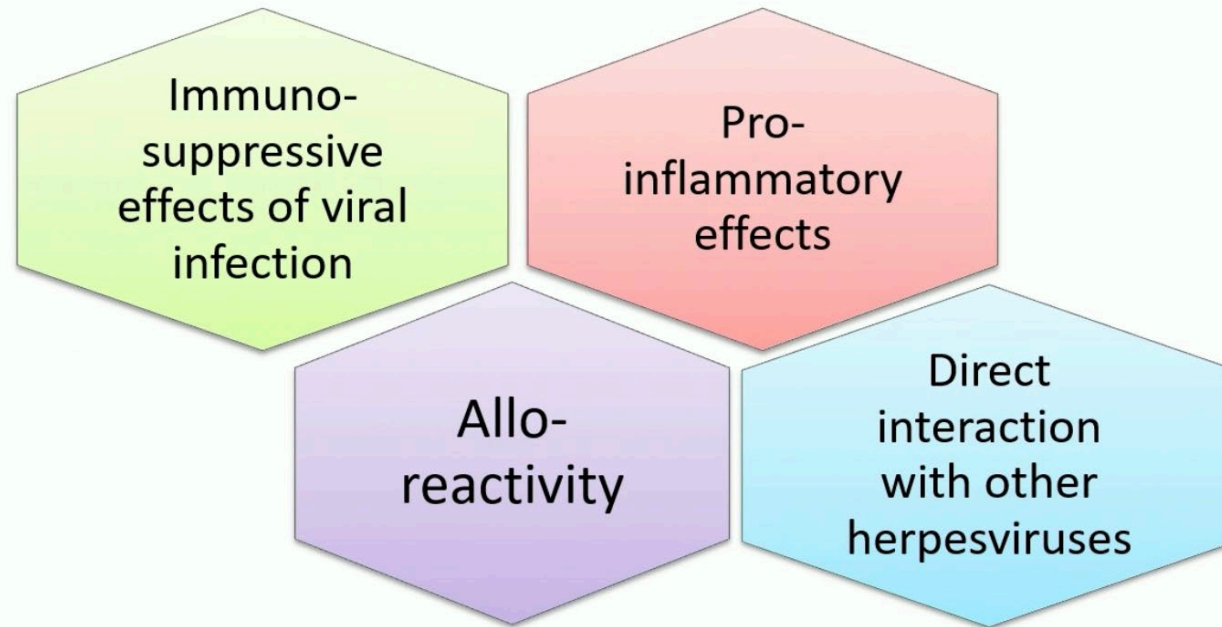 Immuno-
suppressive
effects of viral
infection
Pro-
inflammatory
effects
Allo-
reactivity
Direct
interaction
with other
herpesviruses